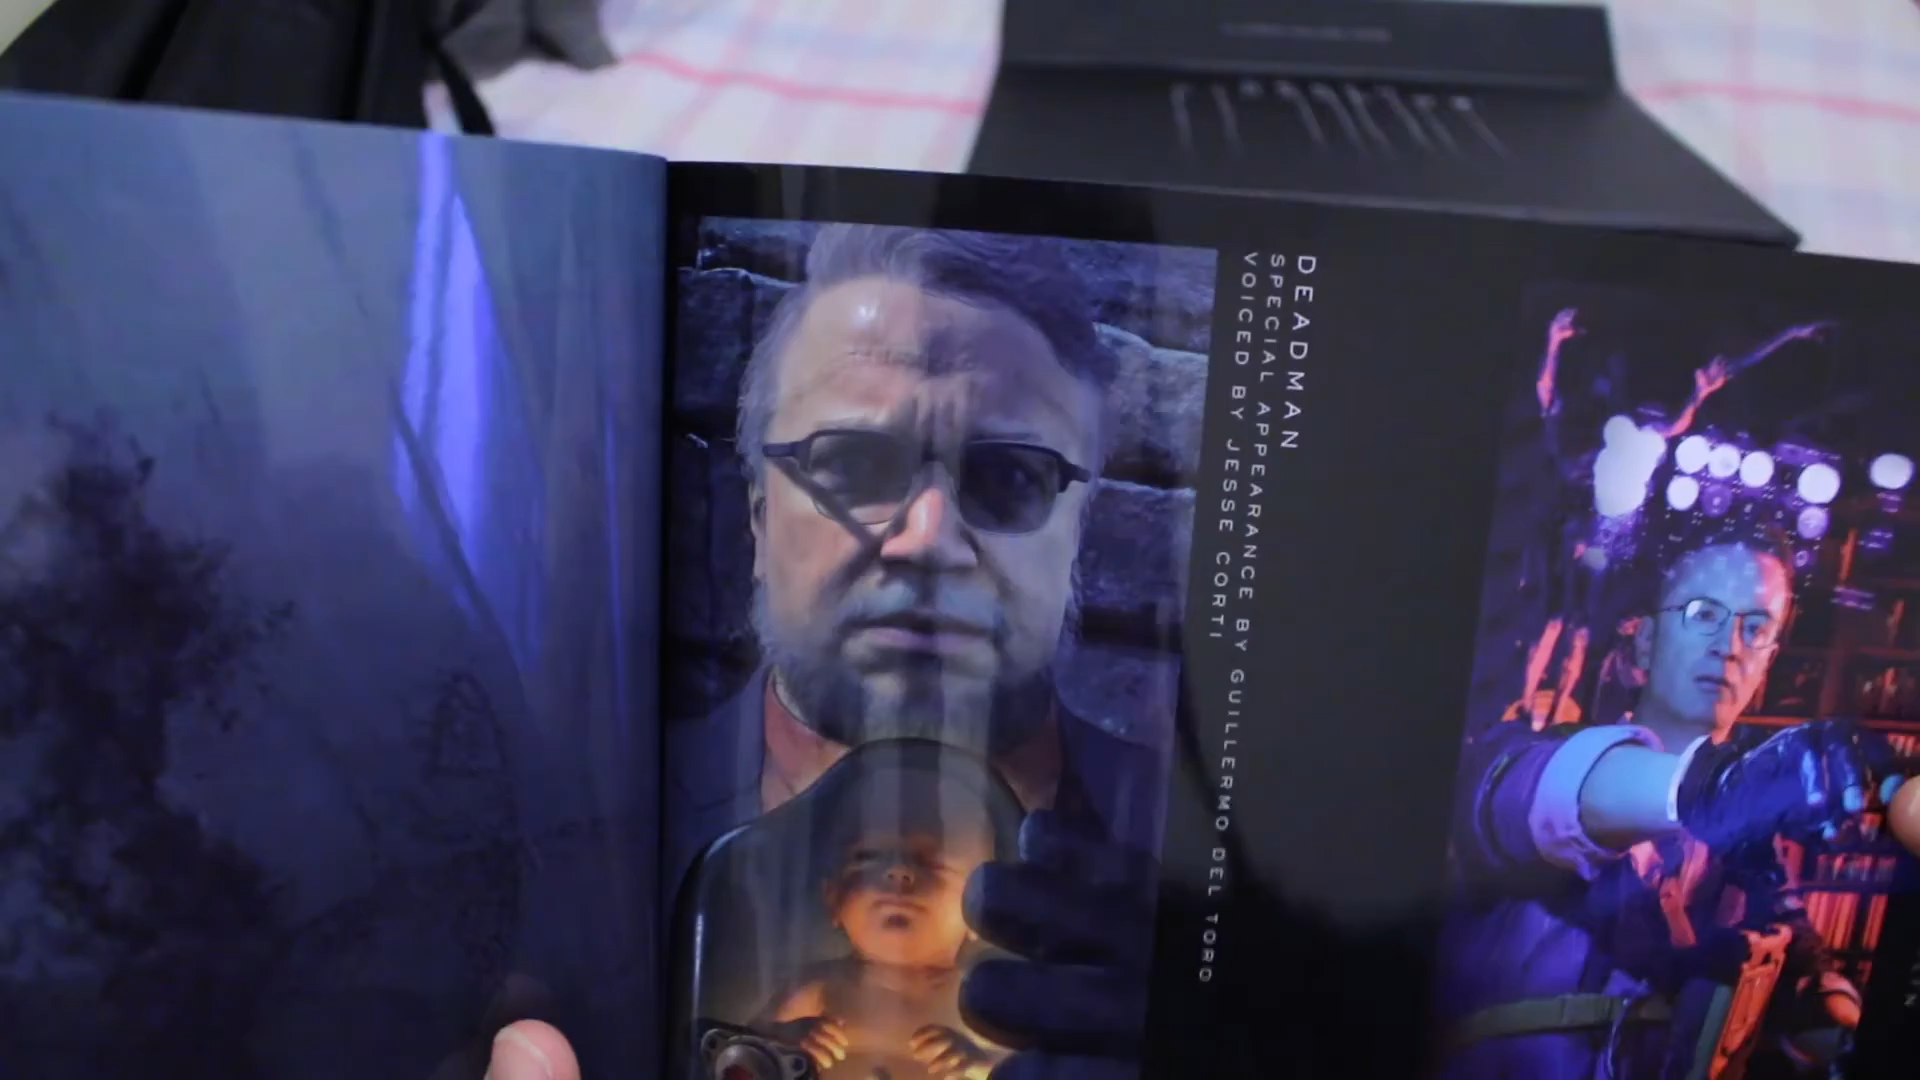 DEADMAN
SPECIAL APPEARANCE BY GUILLERMO DEL TORO
VOICED BY JESSE CORTI